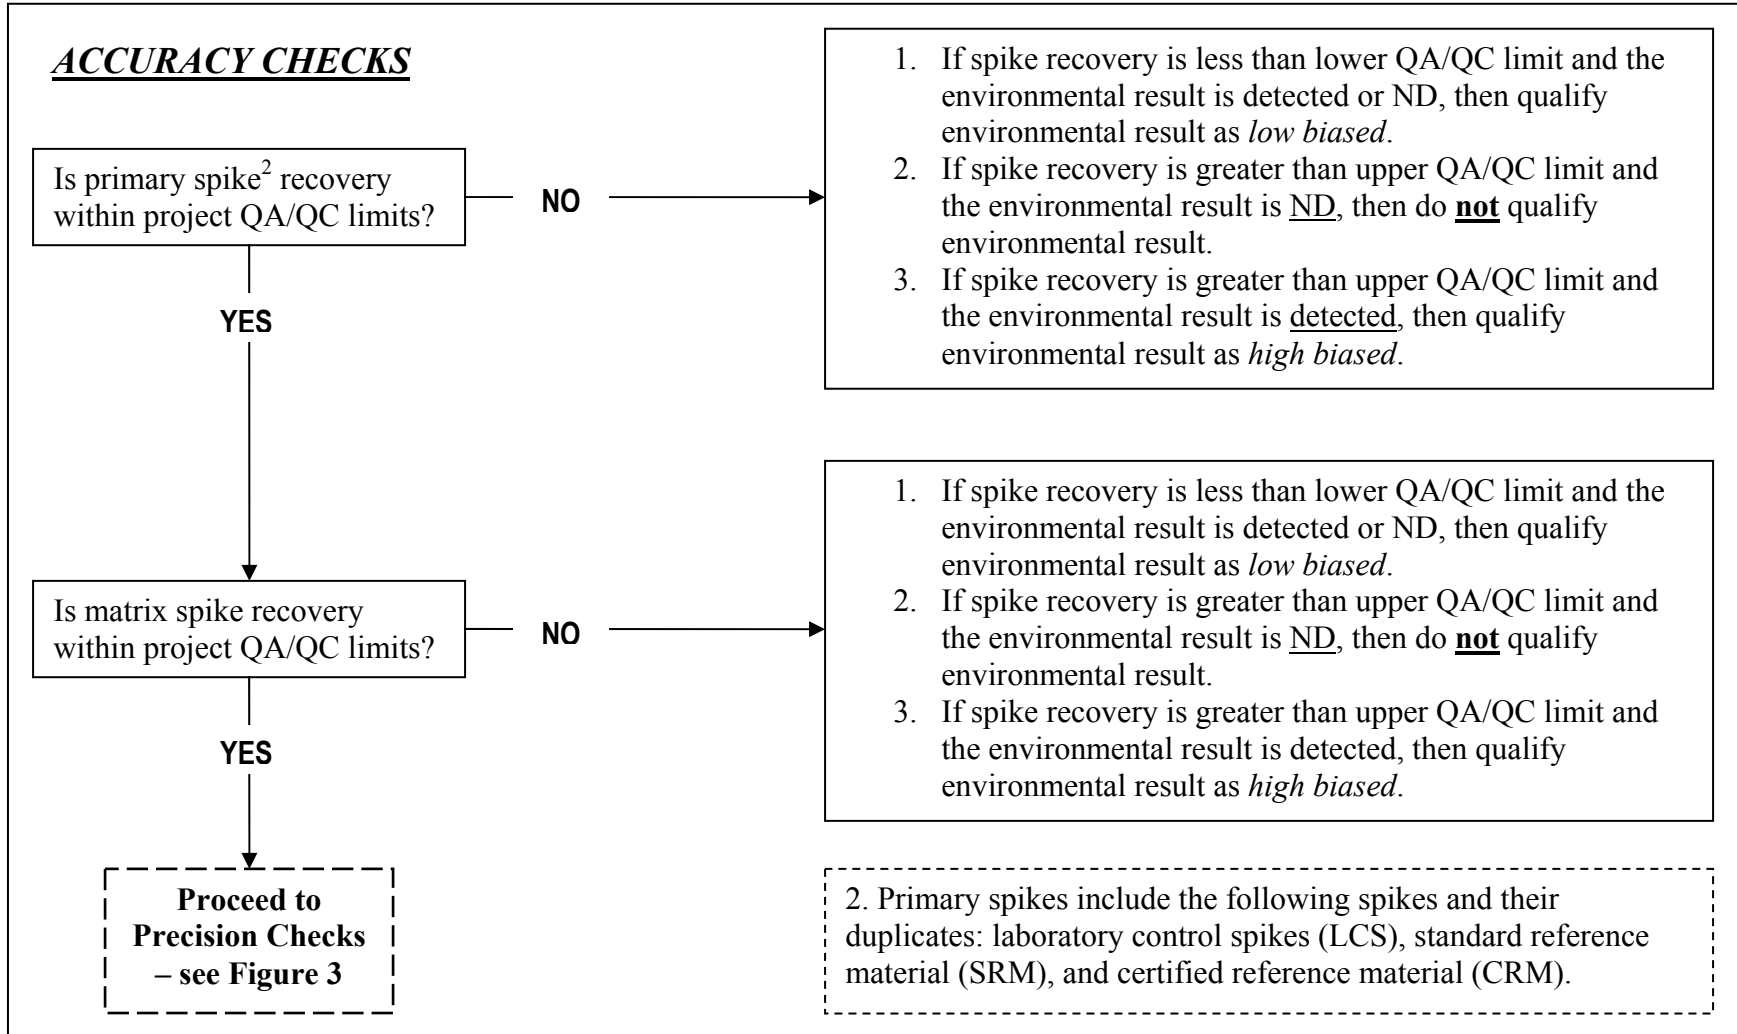 ACCURACY CHECKS
1. If spike recovery is less than lower QA/QC limit and the
environmental result is detected or ND, then qualify
environmental result as low biased.
2. If spike recovery is greater than upper QA/QC limit and
the environmental result is ND, then do not qualify
environmental result.
3. If spike recovery is greater than upper QA/QC limit and
the environmental result is detected, then qualify
environmental result as high biased.
Is primary spike2 recovery
within project QA/QC limits?
NO
YES
1. If spike recovery is less than lower QA/QC limit and the
environmental result is detected or ND, then qualify
environmental result as low biased.
2. If spike recovery is greater than upper QA/QC limit and
the environmental result is ND, then do not qualify
environmental result.
3. If spike recovery is greater than upper QA/QC limit and
the environmental result is detected, then qualify
environmental result as high biased.
Is matrix spike recovery
within project QA/QC limits?
NO
YES
Proceed to
Precision Checks
– see Figure 3
2. Primary spikes include the following spikes and their
duplicates: laboratory control spikes (LCS), standard reference
material (SRM), and certified reference material (CRM).